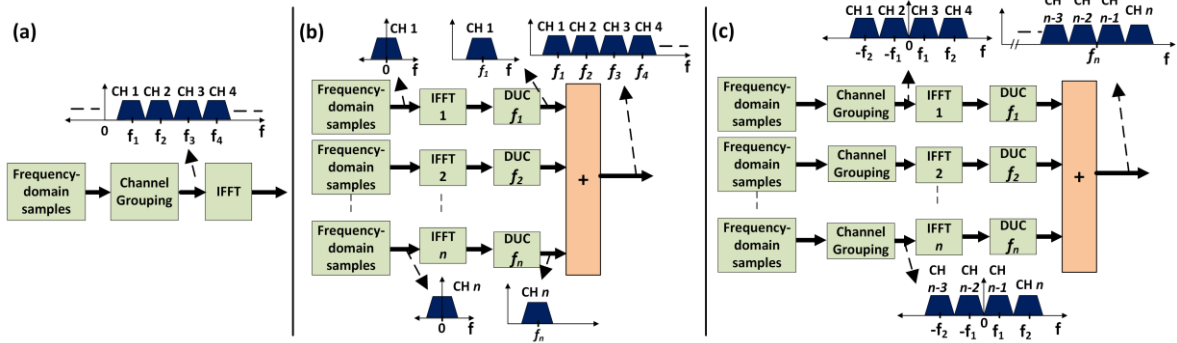 (a)
CH 1 CH 2 CH 3 CH 4
0 f1 f2 f3 f4 f
Frequency-
domain
samples
Channel
Grouping
IFFT
(b)
CH 1
0 f
CH 1
f1 f
CH 1 CH 2 CH 3 CH 4
f1 f2 f3 f4 f
Frequency-
domain
samples
IFFT
1
DUC
f1
Frequency-
domain
samples
IFFT
2
DUC
f2
Frequency-
domain
samples
IFFT
n
DUC
fn
+
CH n
0 f
CH n
fn
(c)
CH 1 CH 2 CH 3 CH 4
-f2 -f1 0 f1 f2 f
CH
n-3
CH
n-2
CH
n-1
CH n
fn f
Frequency-
domain
samples
Channel
Grouping
IFFT
1
DUC
f1
Frequency-
domain
samples
Channel
Grouping
IFFT
2
DUC
f2
Frequency-
domain
samples
Channel
Grouping
IFFT
n
DUC
fn
+
CH
n-3
CH
n-2
CH
n-1
CH n
-f2 -f1 0 f1 f2 f